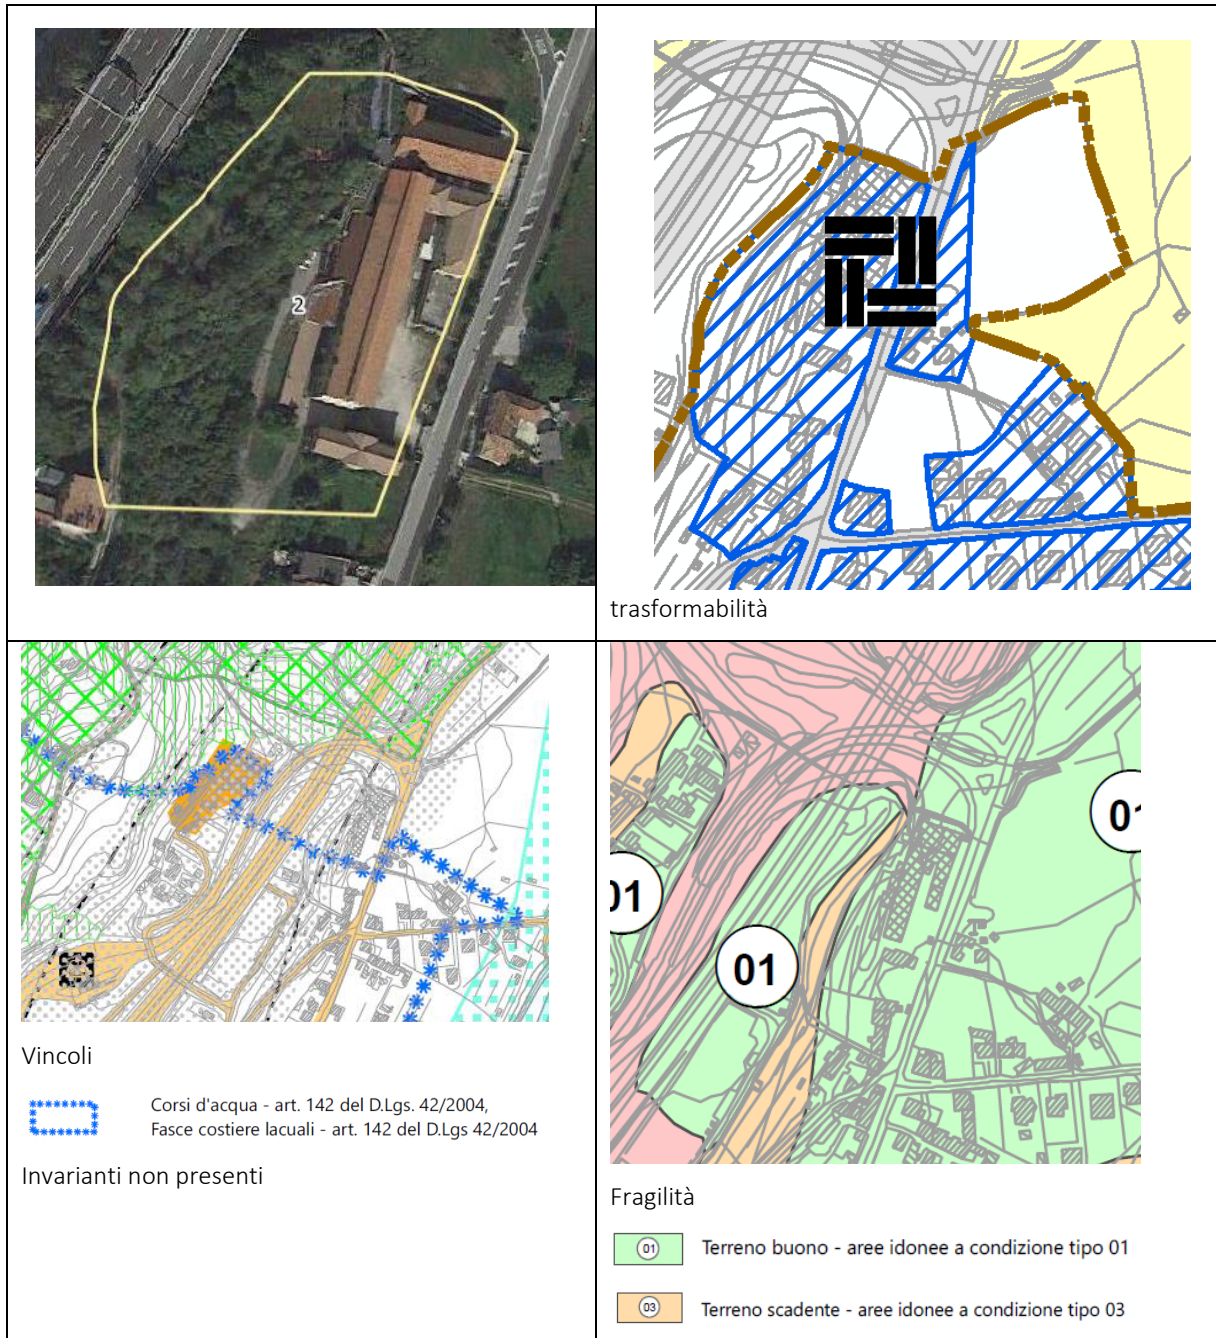 2
trasformabilità
Vincoli
Corsi d'acqua - art. 142 del D.Lgs. 42/2004,
Fasce costiere lacuali - art. 142 del D.Lgs 42/2004
Invarianti non presenti
01
01
01
Fragilità
01 Terreno buono - aree idonee a condizione tipo 01
03 Terreno scadente - aree idonee a condizione tipo 03